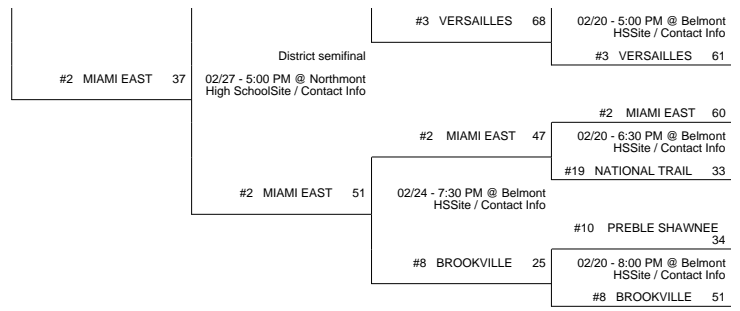 #3 VERSAILLES 68
02/20 - 5:00 PM @ Belmont
HSSite / Contact Info
District semifinal
#3 VERSAILLES 61
#2 MIAMI EAST 37
02/27 - 5:00 PM @ Northmont
High SchoolSite / Contact Info
#2 MIAMI EAST 60
#2 MIAMI EAST 47
02/20 - 6:30 PM @ Belmont
HSSite / Contact Info
#19 NATIONAL TRAIL 33
#2 MIAMI EAST 51
02/24 - 7:30 PM @ Belmont
HSSite / Contact Info
#10 PREBLE SHAWNEE
34
#8 BROOKVILLE 25
02/20 - 8:00 PM @ Belmont
HSSite / Contact Info
#8 BROOKVILLE 51